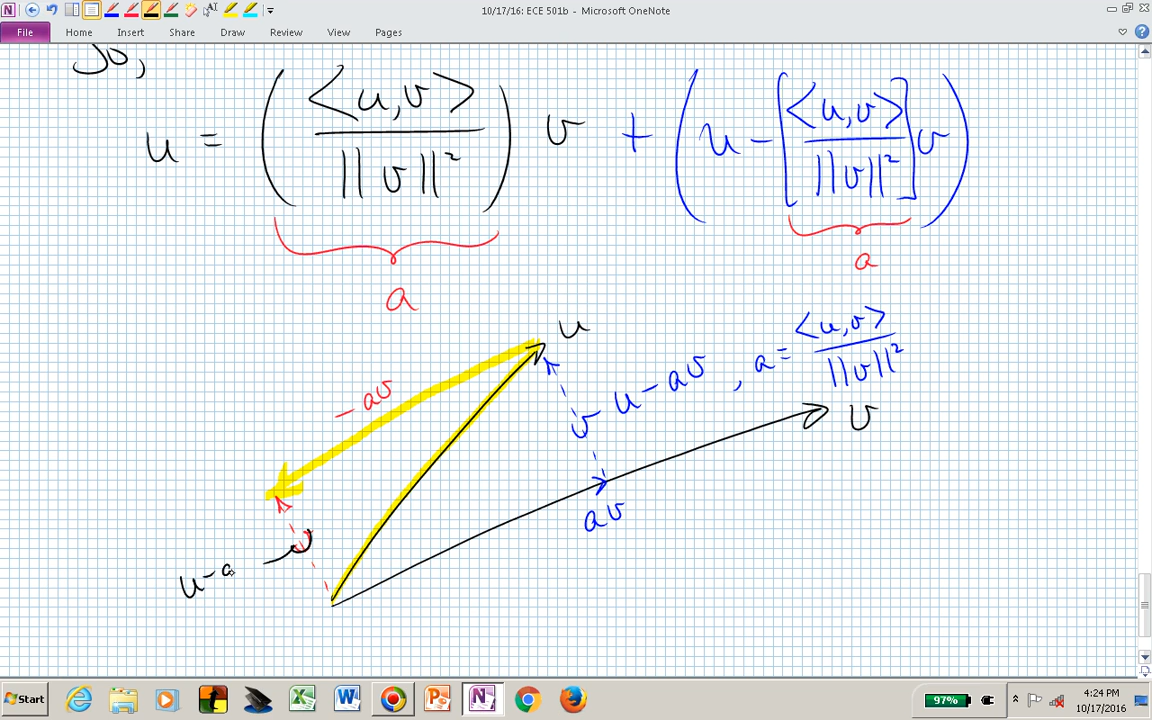 10/17/16: ECE 501b - Microsoft OneNote
File Home Insert Share Draw Review View Pages
So,
u = (<u,v> / ||v||²) v + (u - [<u,v> / ||v||²] v)
a a
u
- av
u - av , a = <u,v> / ||v||²
v
av
u - a
Start
97%
4:24 PM
10/17/2016